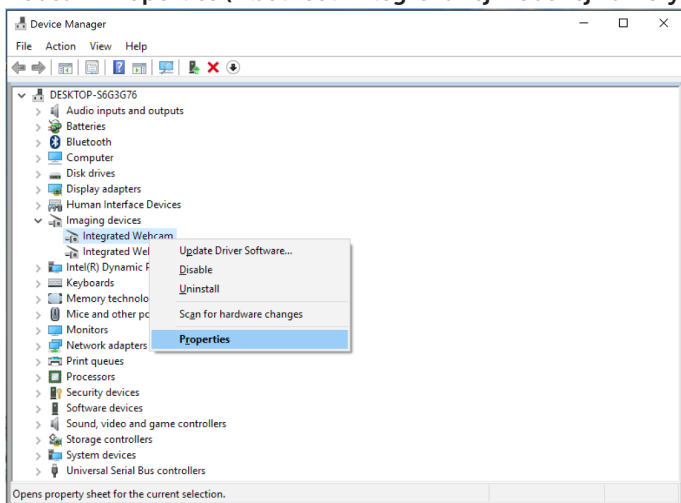 Device Manager
File Action View Help
DESKTOP-S6G3G76
Audio inputs and outputs
Batteries
Bluetooth
Computer
Disk drives
Display adapters
Human Interface Devices
Imaging devices
Integrated Webcam
Integrated Wel
Intel(R) Dynamic P
Keyboards
Memory technolo
Mice and other po
Monitors
Network adapters
Print queues
Processors
Security devices
Software devices
Sound, video and game controllers
Storage controllers
System devices
Universal Serial Bus controllers
Update Driver Software...
Disable
Uninstall
Scan for hardware changes
Properties
Opens property sheet for the current selection.